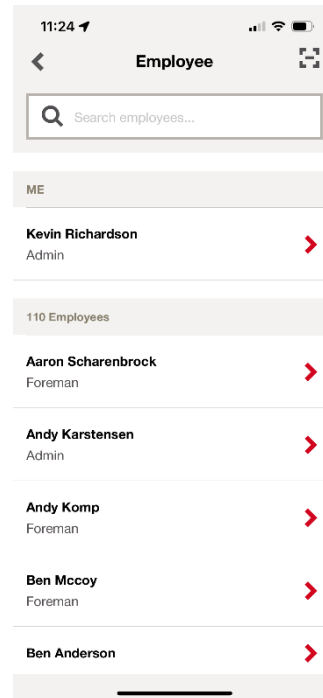 11:24
Employee
Search employees...
ME
Kevin Richardson
Admin
110 Employees
Aaron Scharenbrock
Foreman
Andy Karstensen
Admin
Andy Komp
Foreman
Ben Mccoy
Foreman
Ben Anderson